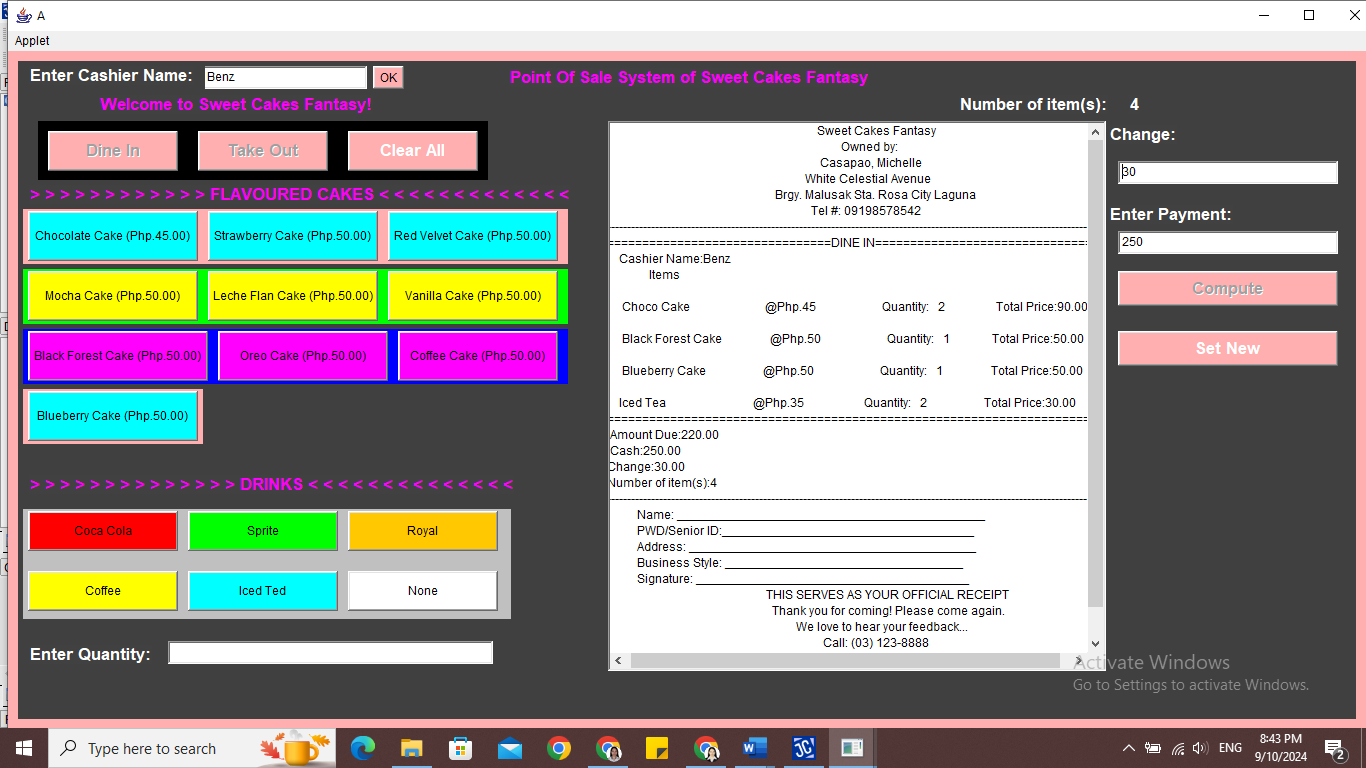 A
Applet
Enter Cashier Name: Benz OK
Point Of Sale System of Sweet Cakes Fantasy
Welcome to Sweet Cakes Fantasy!
Number of item(s): 4
Dine In Take Out Clear All
> > > > > > > > > > > > FLAVOURED CAKES < < < < < < < < < < < < <
Chocolate Cake (Php.45.00) Strawberry Cake (Php.50.00) Red Velvet Cake (Php.50.00)
Mocha Cake (Php.50.00) Leche Flan Cake (Php.50.00) Vanilla Cake (Php.50.00)
Black Forest Cake (Php.50.00) Oreo Cake (Php.50.00) Coffee Cake (Php.50.00)
Blueberry Cake (Php.50.00)
> > > > > > > > > > > > > > DRINKS < < < < < < < < < < < < < <
Coca Cola Sprite Royal
Coffee Iced Ted None
Enter Quantity:
Sweet Cakes Fantasy
Owned by:
Casapao, Michelle
White Celestial Avenue
Brgy. Malusak Sta. Rosa City Laguna
Tel #: 09198578542
================================DINE IN==============================
Cashier Name:Benz
Items
Choco Cake @Php.45 Quantity: 2 Total Price:90.00
Black Forest Cake @Php.50 Quantity: 1 Total Price:50.00
Blueberry Cake @Php.50 Quantity: 1 Total Price:50.00
Iced Tea @Php.35 Quantity: 2 Total Price:30.00
Amount Due:220.00
Cash:250.00
Change:30.00
Number of item(s):4
Name: ____________________
PWD/Senior ID:____________________
Address: ____________________
Business Style: ____________________
Signature: ____________________
THIS SERVES AS YOUR OFFICIAL RECEIPT
Thank you for coming! Please come again.
We love to hear your feedback...
Call: (03) 123-8888
Change:
30
Enter Payment:
250
Compute
Set New
Activate Windows
Go to Settings to activate Windows.
Type here to search
ENG
8:43 PM
9/10/2024
2